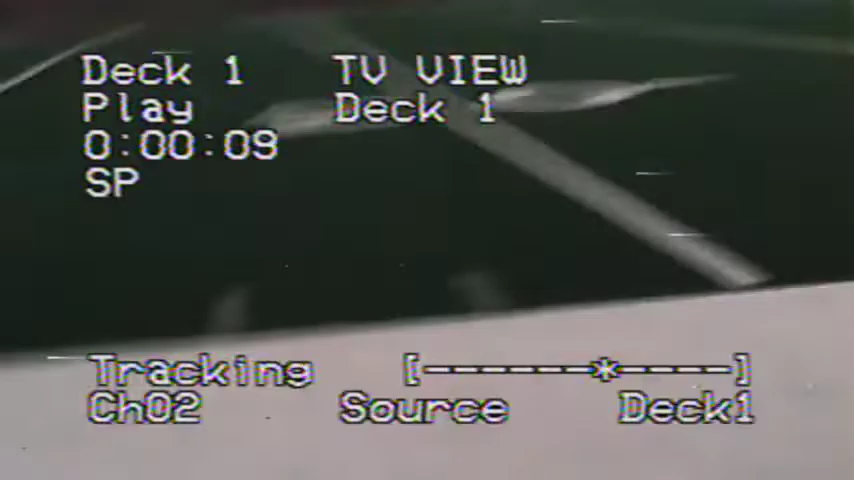 Deck 1 TV VIEW
Play Deck 1
0:00:09
SP
Tracking [-------*-----]
Ch02 Source Deck1